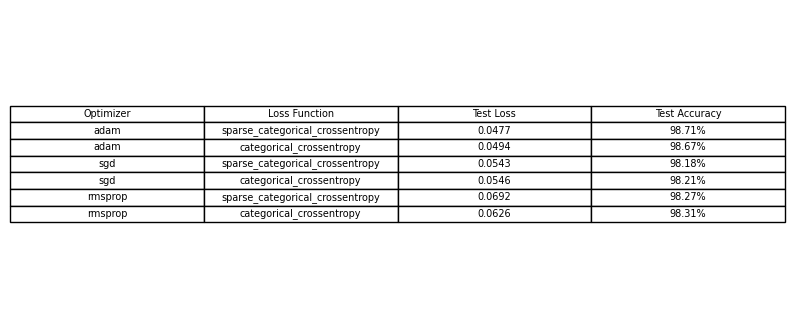 Optimizer Loss Function Test Loss Test Accuracy
adam sparse_categorical_crossentropy 0.0477 98.71%
adam categorical_crossentropy 0.0494 98.67%
sgd sparse_categorical_crossentropy 0.0543 98.18%
sgd categorical_crossentropy 0.0546 98.21%
rmsprop sparse_categorical_crossentropy 0.0692 98.27%
rmsprop categorical_crossentropy 0.0626 98.31%